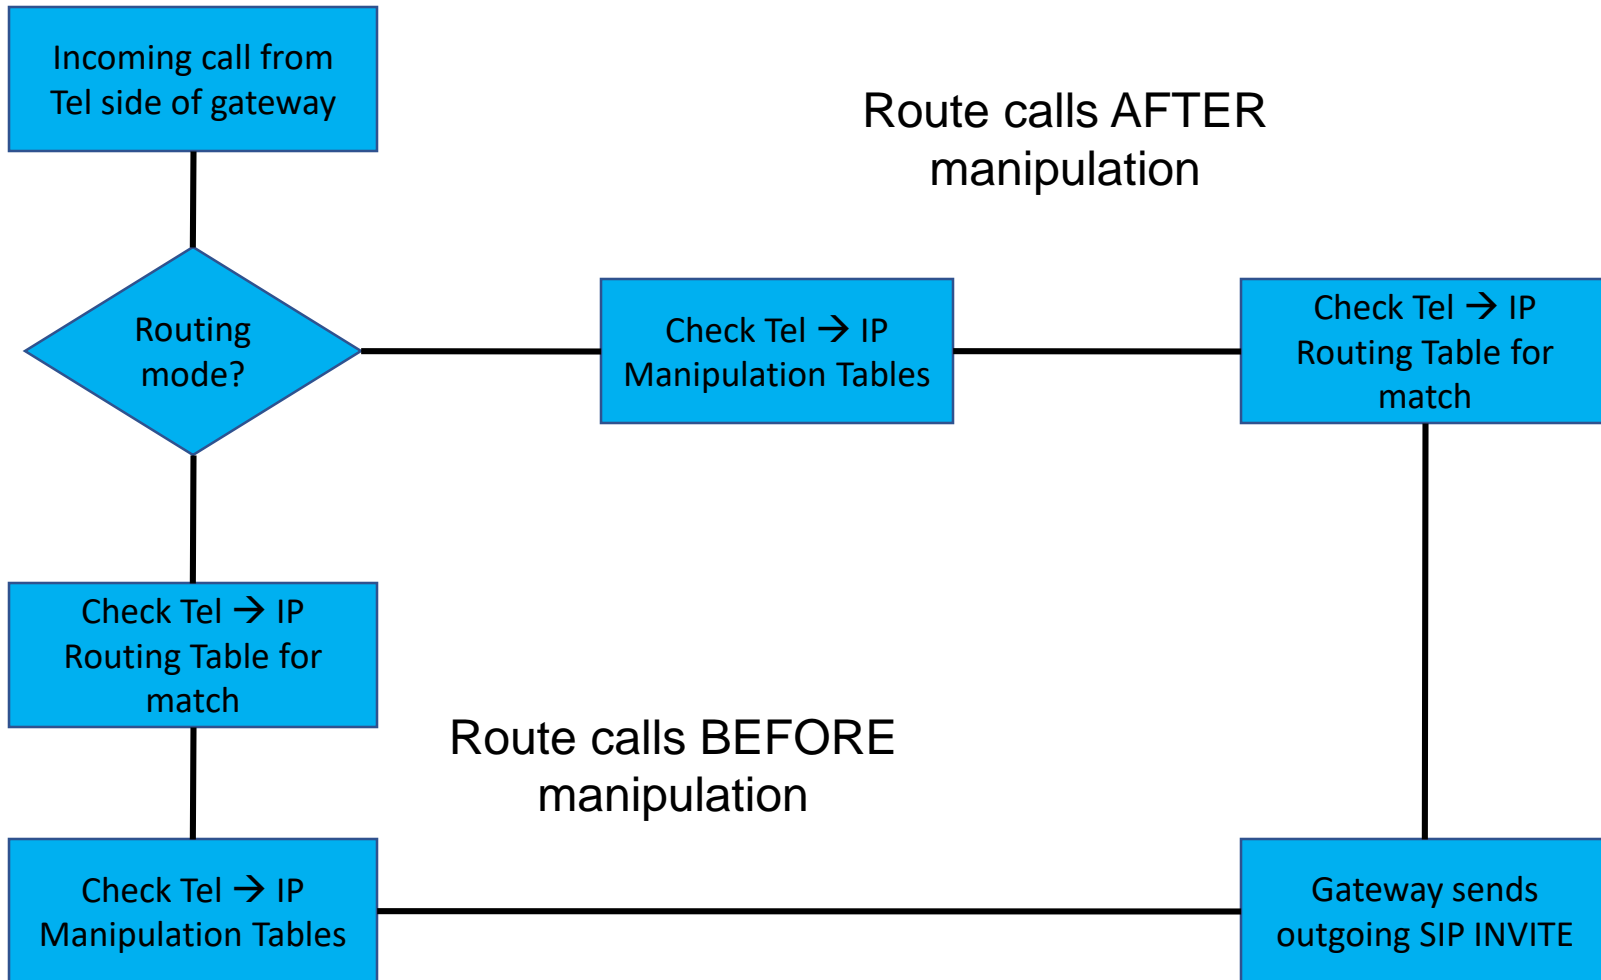 Incoming call from
Tel side of gateway
Route calls AFTER
manipulation
Routing
mode?
Check Tel → IP
Manipulation Tables
Check Tel → IP
Routing Table for
match
Check Tel → IP
Routing Table for
match
Route calls BEFORE
manipulation
Check Tel → IP
Manipulation Tables
Gateway sends
outgoing SIP INVITE